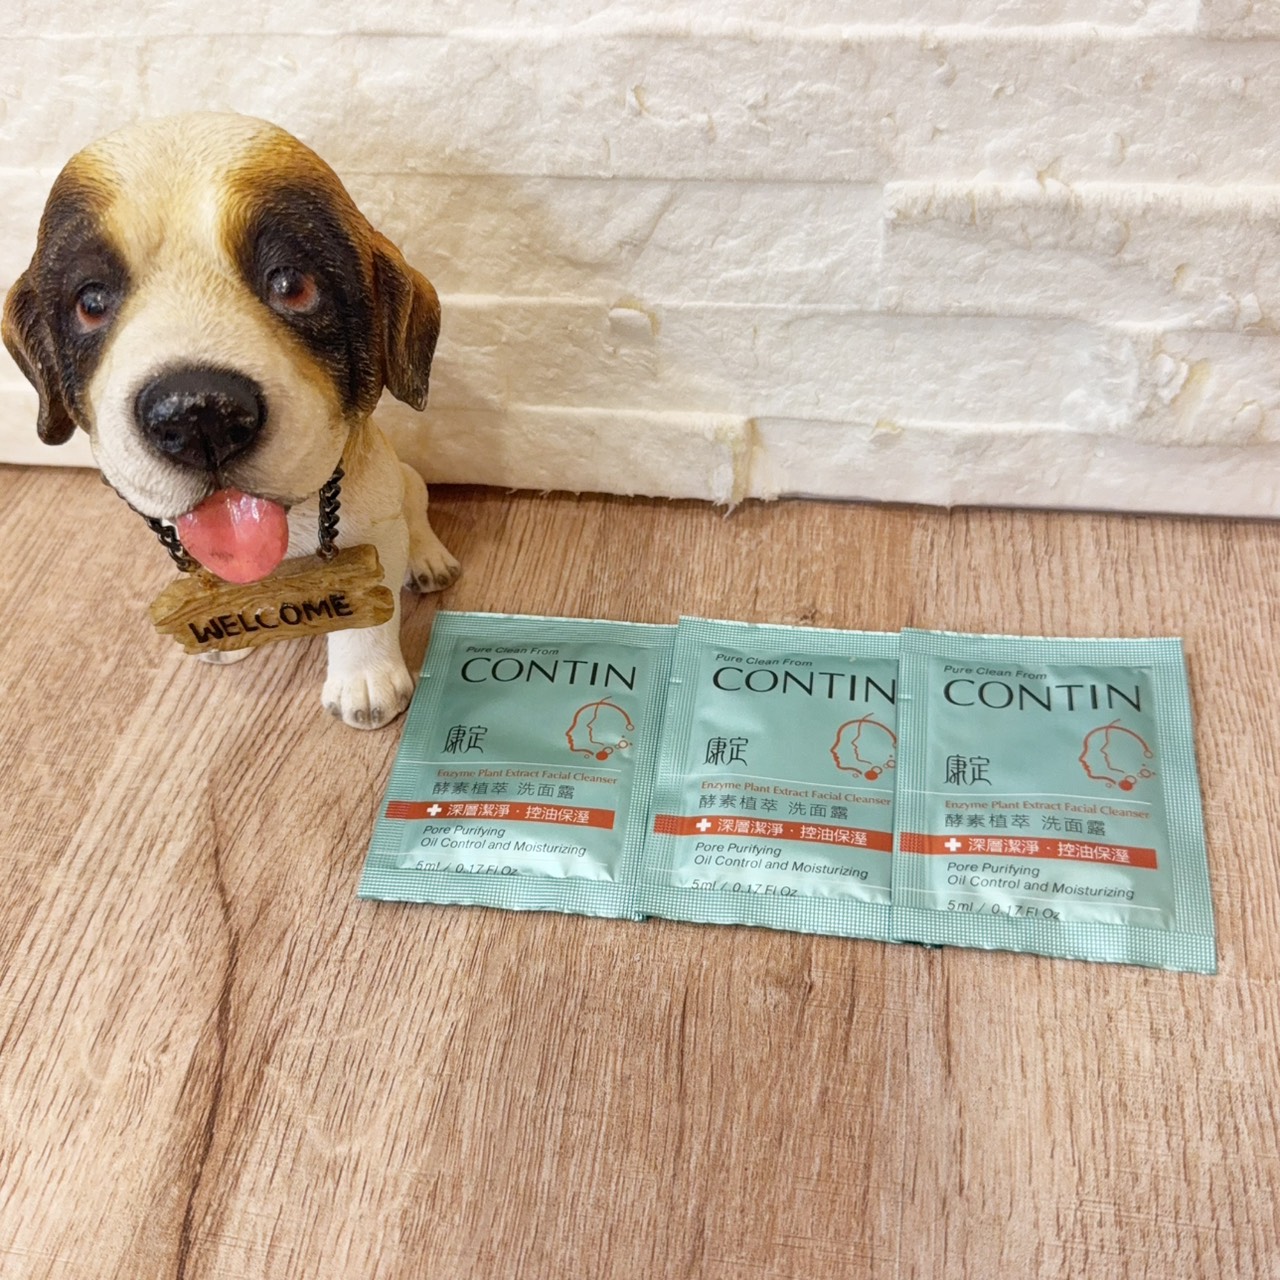 WELCOME
Pure Clean From
CONTIN
康定
Enzyme Plant Extract Facial Cleanser
酵素植萃 洗面露
深層潔淨・控油保溼
Pore Purifying
Oil Control and Moisturizing
5ml / 0.17 Fl Oz
Pure Clean From
CONTIN
康定
Enzyme Plant Extract Facial Cleanser
酵素植萃 洗面露
深層潔淨・控油保溼
Pore Purifying
Oil Control and Moisturizing
5ml / 0.17 Fl Oz
Pure Clean From
CONTIN
康定
Enzyme Plant Extract Facial Cleanser
酵素植萃 洗面露
深層潔淨・控油保溼
Pore Purifying
Oil Control and Moisturizing
5ml / 0.17 Fl Oz